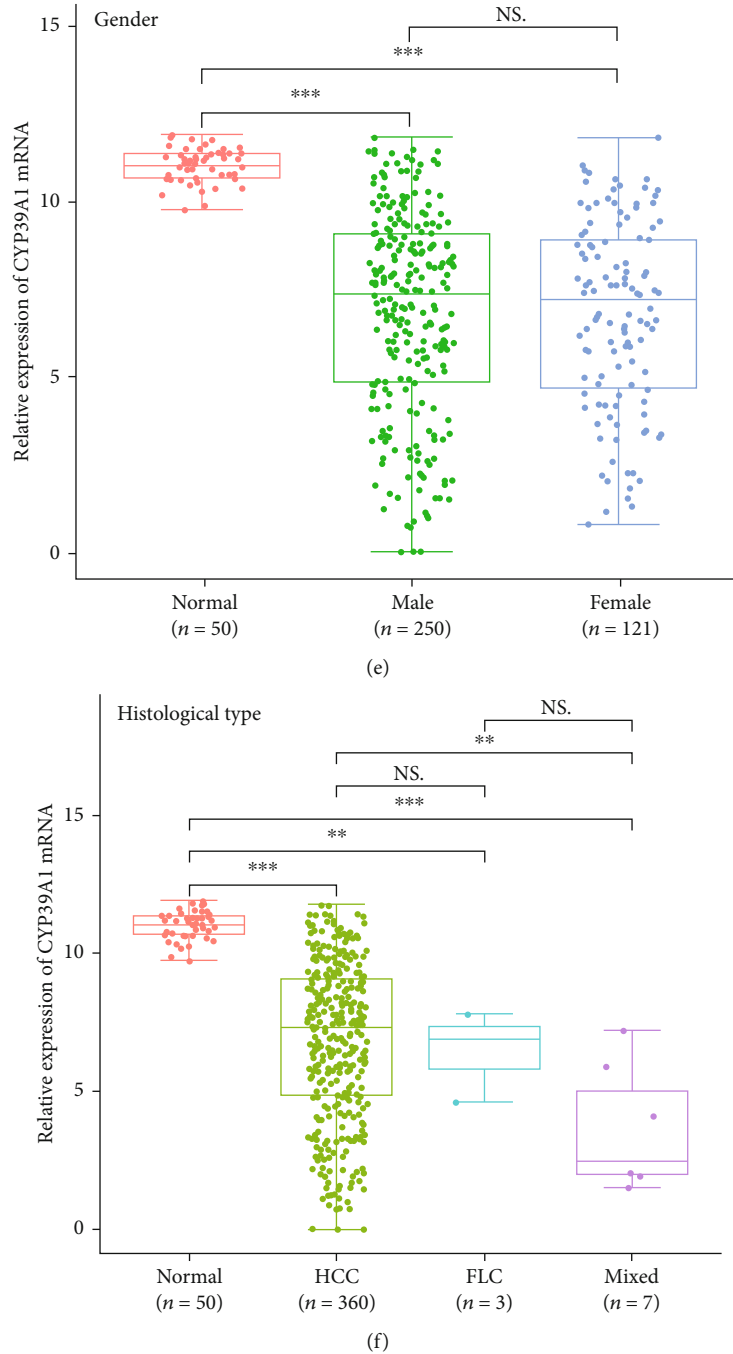 Gender
NS.
***
***
15
10
5
0
Relative expression of CYP39A1 mRNA
Normal
Male
Female
(n = 50)
(n = 250)
(n = 121)
(e)
Histological type
NS.
**
NS.
***
**
***
15
10
5
0
Relative expression of CYP39A1 mRNA
Normal
HCC
FLC
Mixed
(n = 50)
(n = 360)
(n = 3)
(n = 7)
(f)